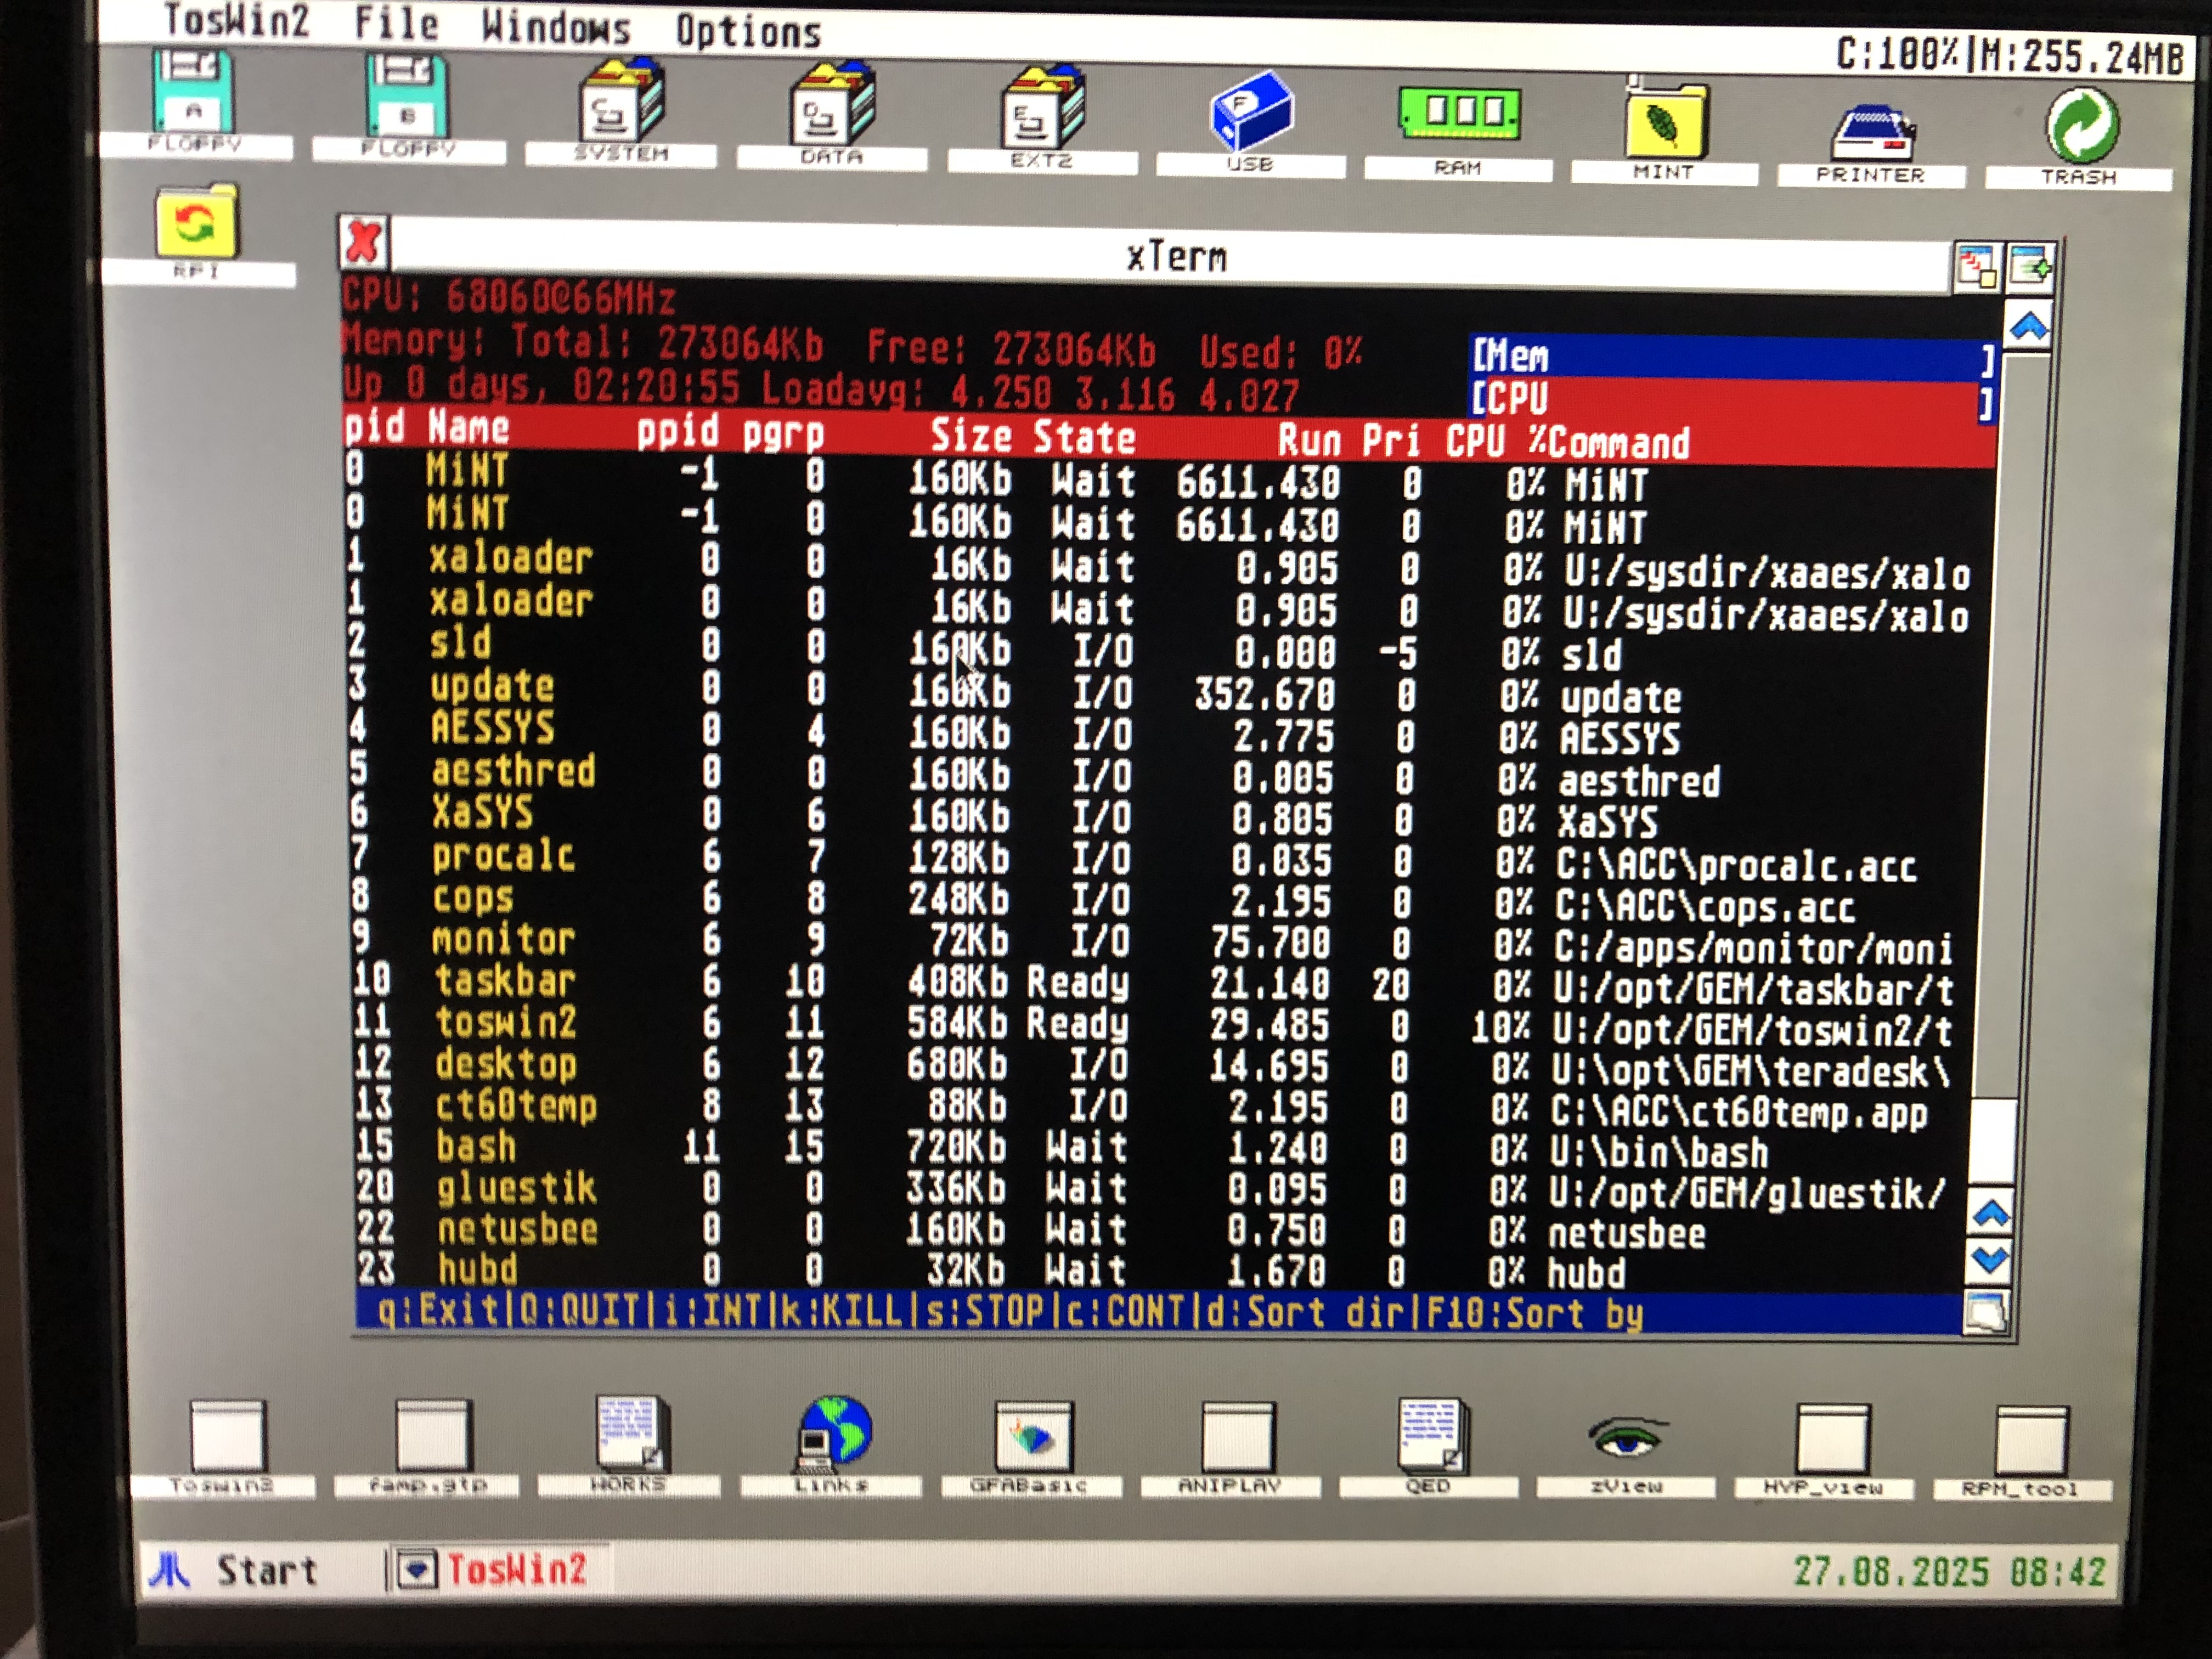 TosWin2 File Windows Options
C:100%|M:255.24MB
A
B
C
D
E
F
FLOPPY FLOPPY SYSTEM DATA EXT2 USB RAM MINT PRINTER TRASH
RPI
xTerm
CPU: 68060@66MHz
Memory: Total: 273064Kb Free: 273064Kb Used: 0% [Mem ]
Up 0 days, 02:20:55 Loadavg: 4.250 3.116 4.027 [CPU ]
pid Name ppid pgrp Size State Run Pri CPU %Command
0 MiNT -1 0 160Kb Wait 6611.430 0 0% MiNT
0 MiNT -1 0 160Kb Wait 6611.430 0 0% MiNT
1 xaloader 0 0 16Kb Wait 0.905 0 0% U:/sysdir/xaaes/xalo
1 xaloader 0 0 16Kb Wait 0.905 0 0% U:/sysdir/xaaes/xalo
2 sld 0 0 160Kb I/O 0.000 -5 0% sld
3 update 0 0 160Kb I/O 352.670 0 0% update
4 AESSYS 0 4 160Kb I/O 2.775 0 0% AESSYS
5 aesthred 0 0 160Kb I/O 0.005 0 0% aesthred
6 XaSYS 0 6 160Kb I/O 0.805 0 0% XaSYS
7 procalc 6 7 128Kb I/O 0.035 0 0% C:\ACC\procalc.acc
8 cops 6 8 248Kb I/O 2.195 0 0% C:\ACC\cops.acc
9 monitor 6 9 72Kb I/O 75.700 0 0% C:/apps/monitor/moni
10 taskbar 6 10 408Kb Ready 21.140 20 0% U:/opt/GEM/taskbar/t
11 toswin2 6 11 584Kb Ready 29.485 0 10% U:/opt/GEM/toswin2/t
12 desktop 6 12 680Kb I/O 14.695 0 0% U:\opt\GEM\teradesk\
13 ct60temp 8 13 88Kb I/O 2.195 0 0% C:\ACC\ct60temp.app
15 bash 11 15 720Kb Wait 1.240 0 0% U:\bin\bash
20 gluestik 0 0 336Kb Wait 0.095 0 0% U:/opt/GEM/gluestik/
22 netusbee 0 0 160Kb Wait 0.750 0 0% netusbee
23 hubd 0 0 32Kb Wait 1.670 0 0% hubd
q:Exit|Q:QUIT|i:INT|k:KILL|s:STOP|c:CONT|d:Sort dir|F10:Sort by
Toswin2 famp.gtp WORKS Links GFABasic ANIPLAY QED zView HYP_view RPM_tool
Start TosWin2 27.08.2025 08:42